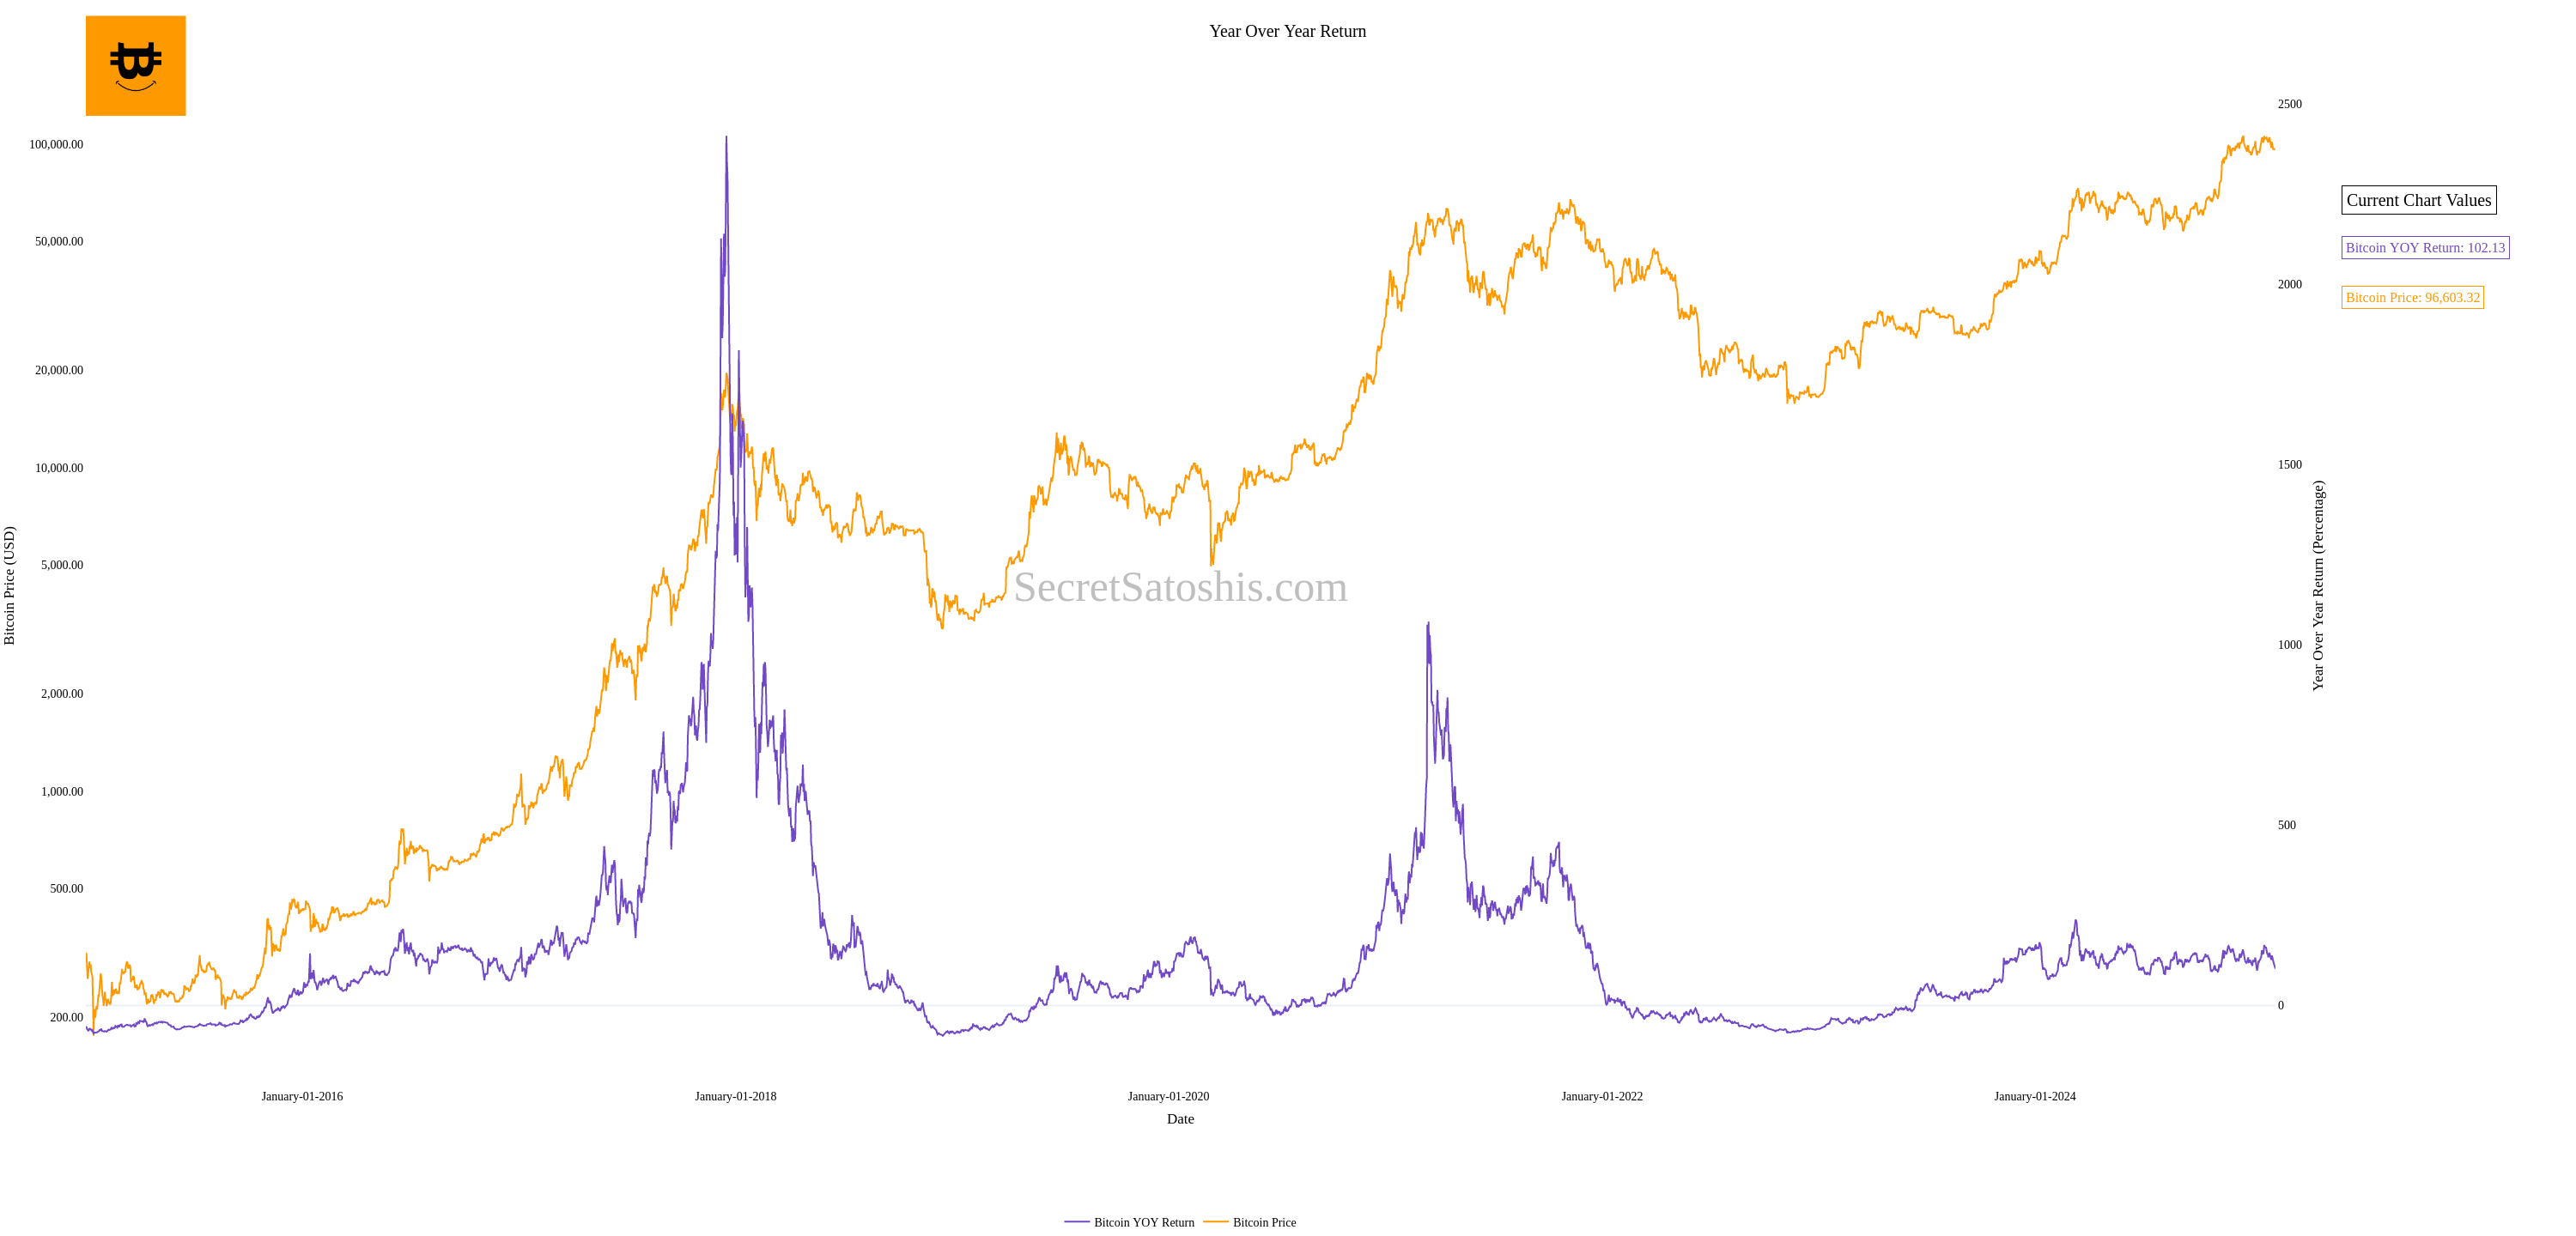 Year Over Year Return
2500
100,000.00
Current Chart Values
50,000.00
Bitcoin YOY Return: 102.13
2000
Bitcoin Price: 96,603.32
20,000.00
10,000.00
1500
Bitcoin Price (USD)
Year Over Year Return (Percentage)
5,000.00
SecretSatoshis.com
1000
2,000.00
1,000.00
500
500.00
200.00
0
January-01-2016
January-01-2018
January-01-2020
January-01-2022
January-01-2024
Date
Bitcoin YOY Return
Bitcoin Price